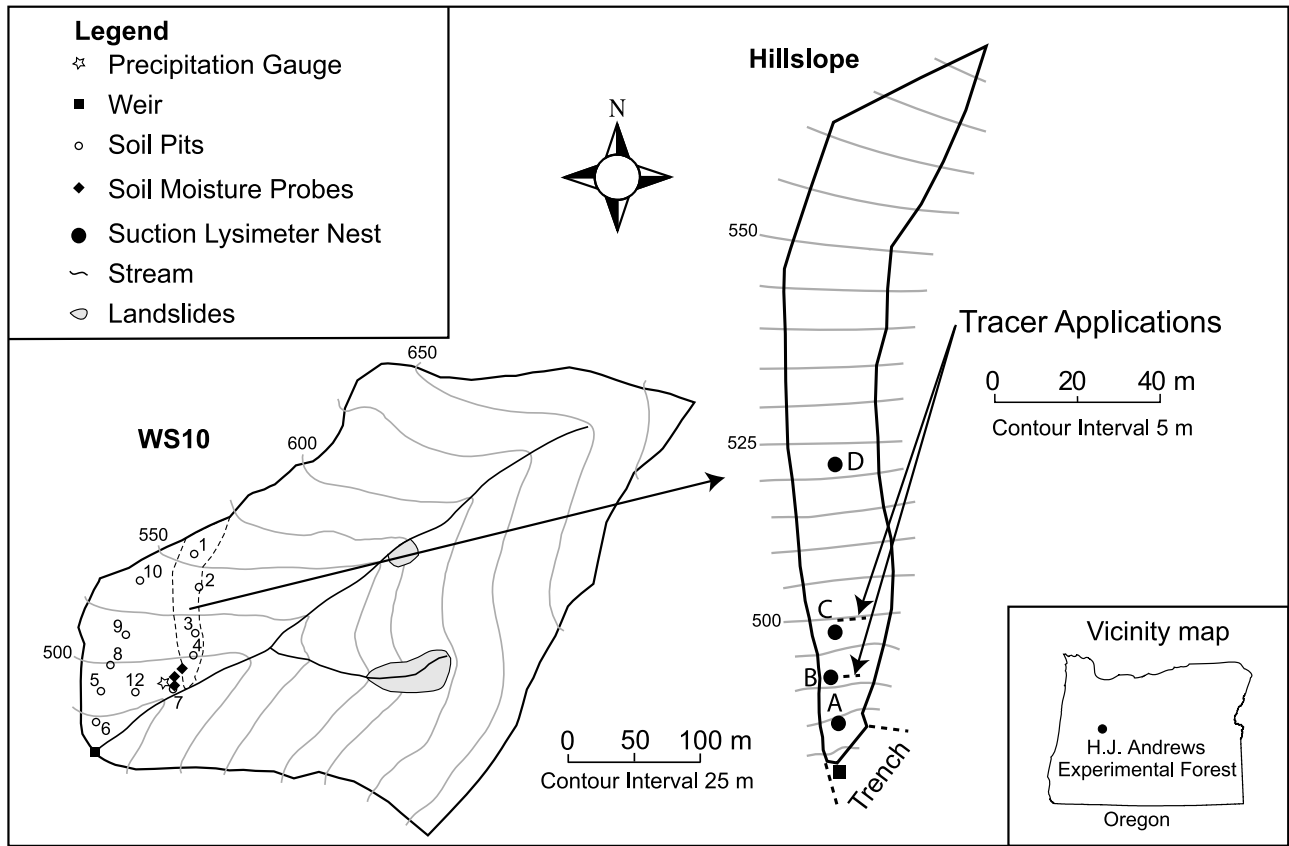 Legend
Precipitation Gauge
Weir
Soil Pits
Soil Moisture Probes
Suction Lysimeter Nest
Stream
Landslides
N
Hillslope
550
525
500
D
C
B
A
Trench
Tracer Applications
0 20 40 m
Contour Interval 5 m
WS10
650
600
550
500
1
10
2
9
3
8
4
5
12
7
6
0 50 100 m
Contour Interval 25 m
Vicinity map
H.J. Andrews
Experimental Forest
Oregon